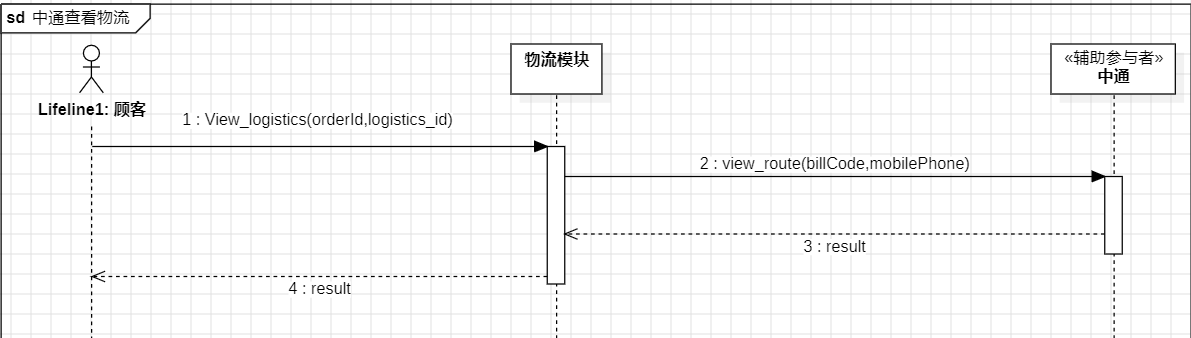 sd 中通查看物流
物流模块
«辅助参与者»
中通
Lifeline1: 顾客
1 : View_logistics(orderId,logistics_id)
2 : view_route(billCode,mobilePhone)
3 : result
4 : result